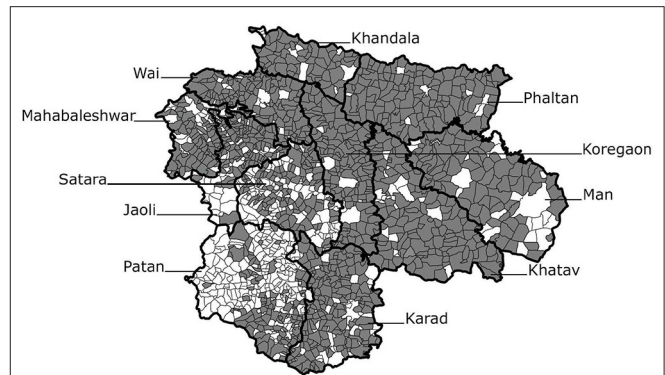 Khandala
Wai
Phaltan
Mahabaleshwar
Koregaon
Satara
Man
Jaoli
Patan
Khatav
Karad